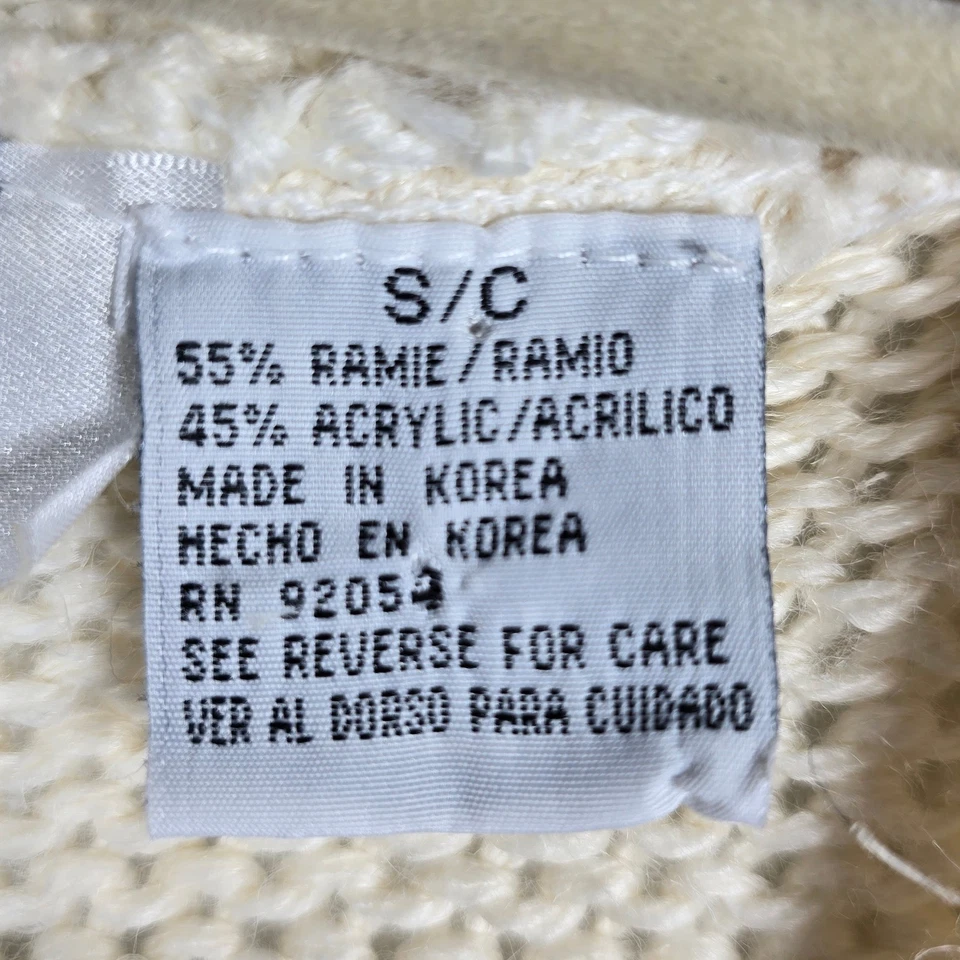 S/C
55% RAMIE/RAMIO
45% ACRYLIC/ACRILICO
MADE IN KOREA
HECHO EN KOREA
RN 92054
SEE REVERSE FOR CARE
VER AL DORSO PARA CUIDADO